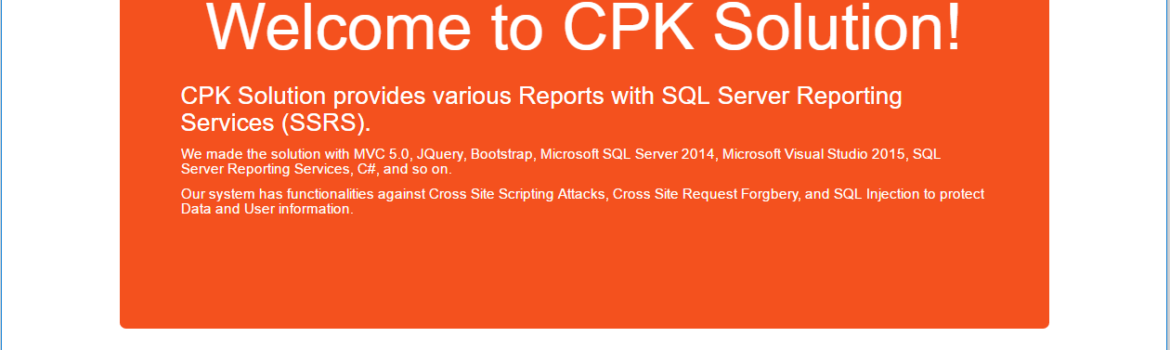 Welcome to CPK Solution!
CPK Solution provides various Reports with SQL Server Reporting
Services (SSRS).
We made the solution with MVC 5.0, JQuery, Bootstrap, Microsoft SQL Server 2014, Microsoft Visual Studio 2015, SQL
Server Reporting Services, C#, and so on.
Our system has functionalities against Cross Site Scripting Attacks, Cross Site Request Forgbery, and SQL Injection to protect
Data and User information.